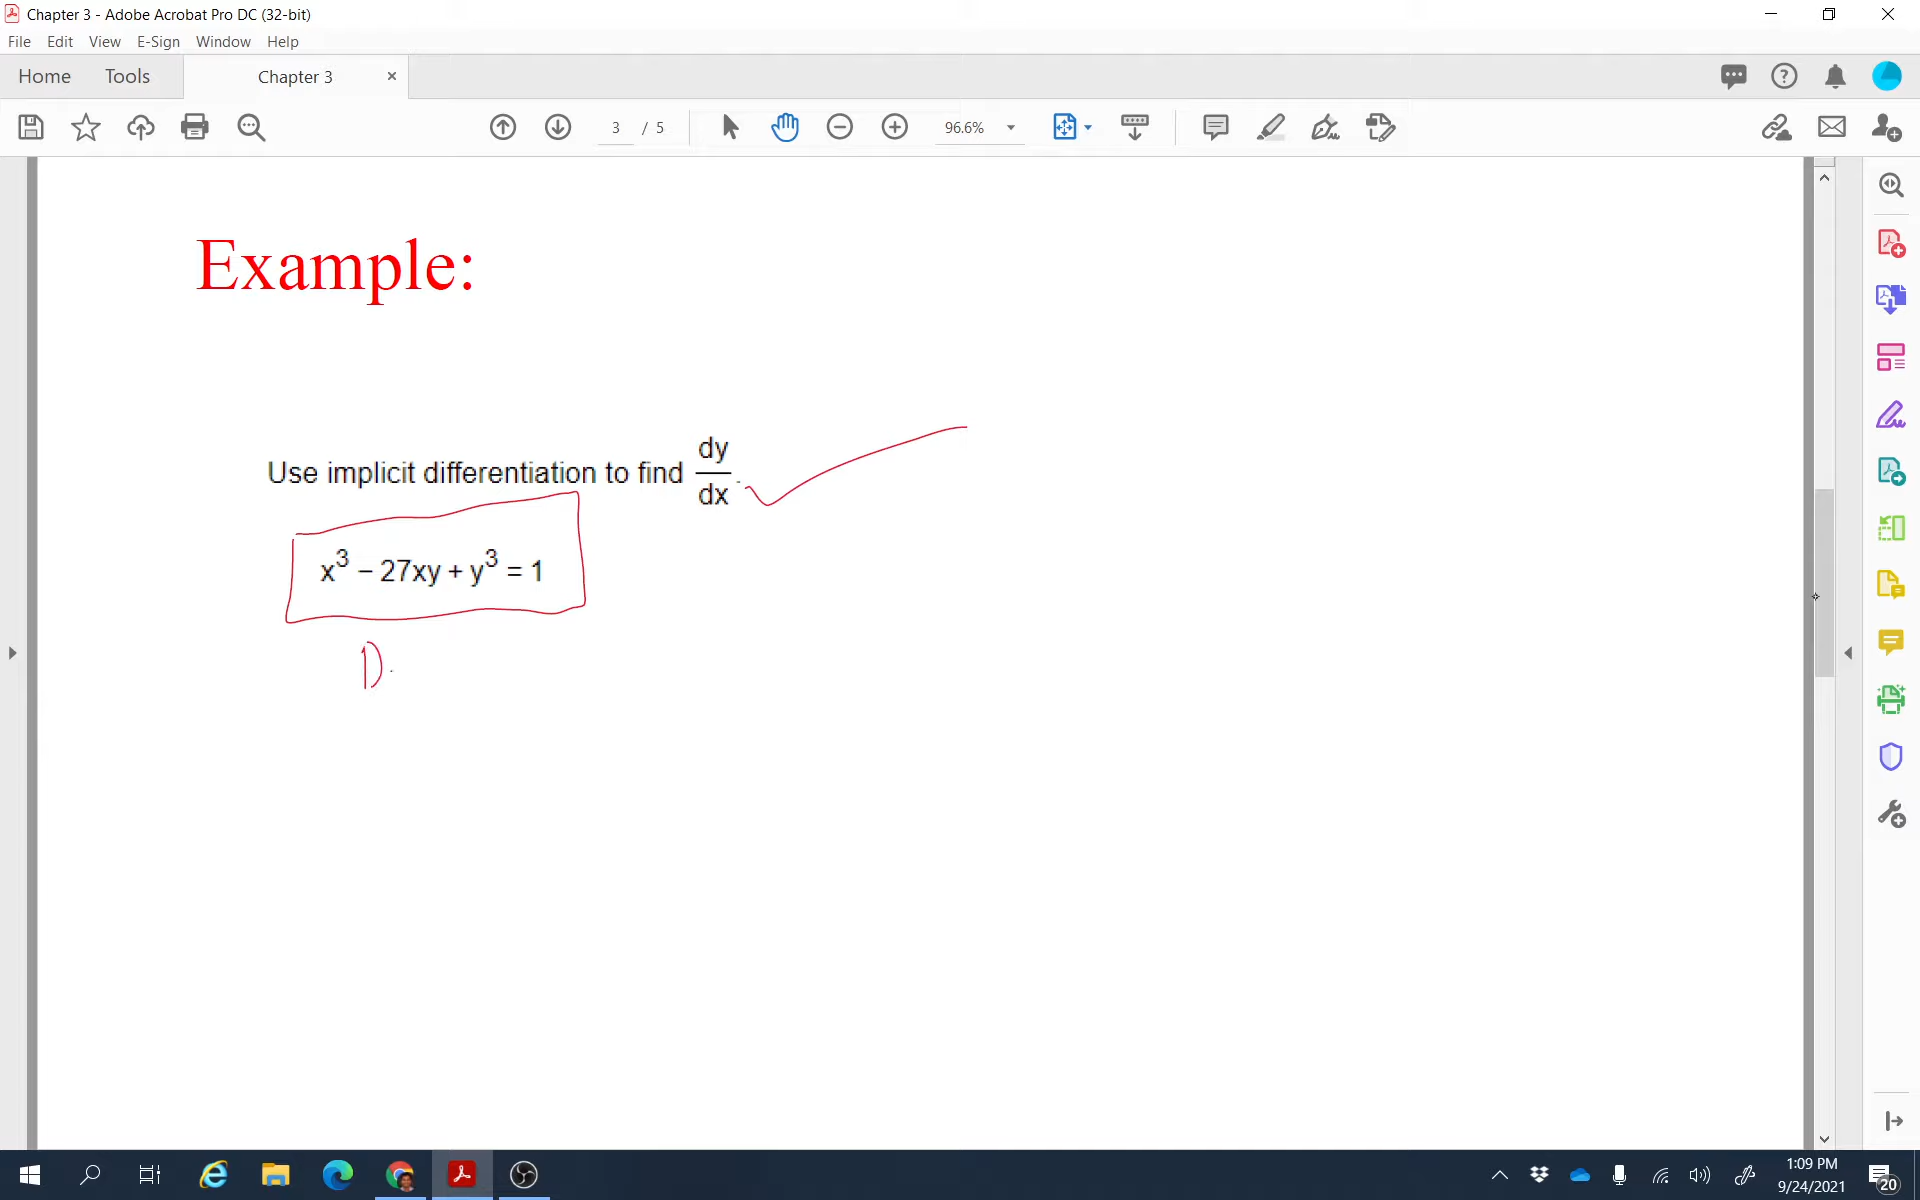 Chapter 3 - Adobe Acrobat Pro DC (32-bit)
File Edit View E-Sign Window Help
Home Tools Chapter 3
3 / 5 96.6%
Example:
Use implicit differentiation to find dy/dx.
x³ − 27xy + y³ = 1
D.
1:09 PM
9/24/2021
20